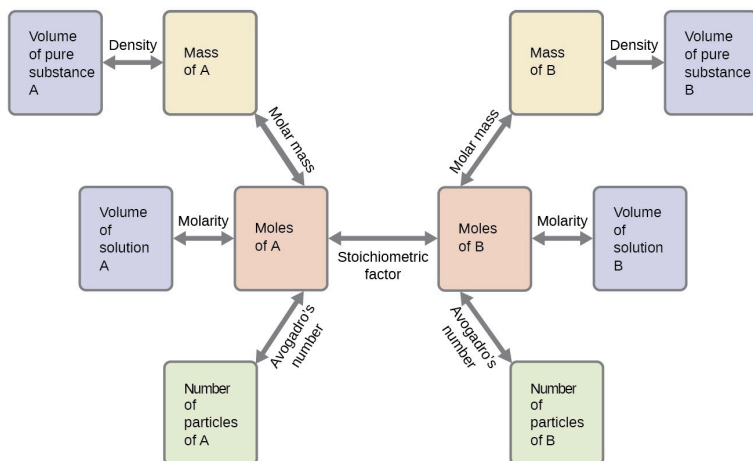 Volume
of pure
substance
A
Density
Mass
of A
Mass
of B
Density
Volume
of pure
substance
B
Molar mass
Molar mass
Volume
of
solution
A
Molarity
Moles
of A
Stoichiometric
factor
Moles
of B
Molarity
Volume
of
solution
B
Avogadro's
number
Avogadro's
number
Number
of
particles
of A
Number
of
particles
of B